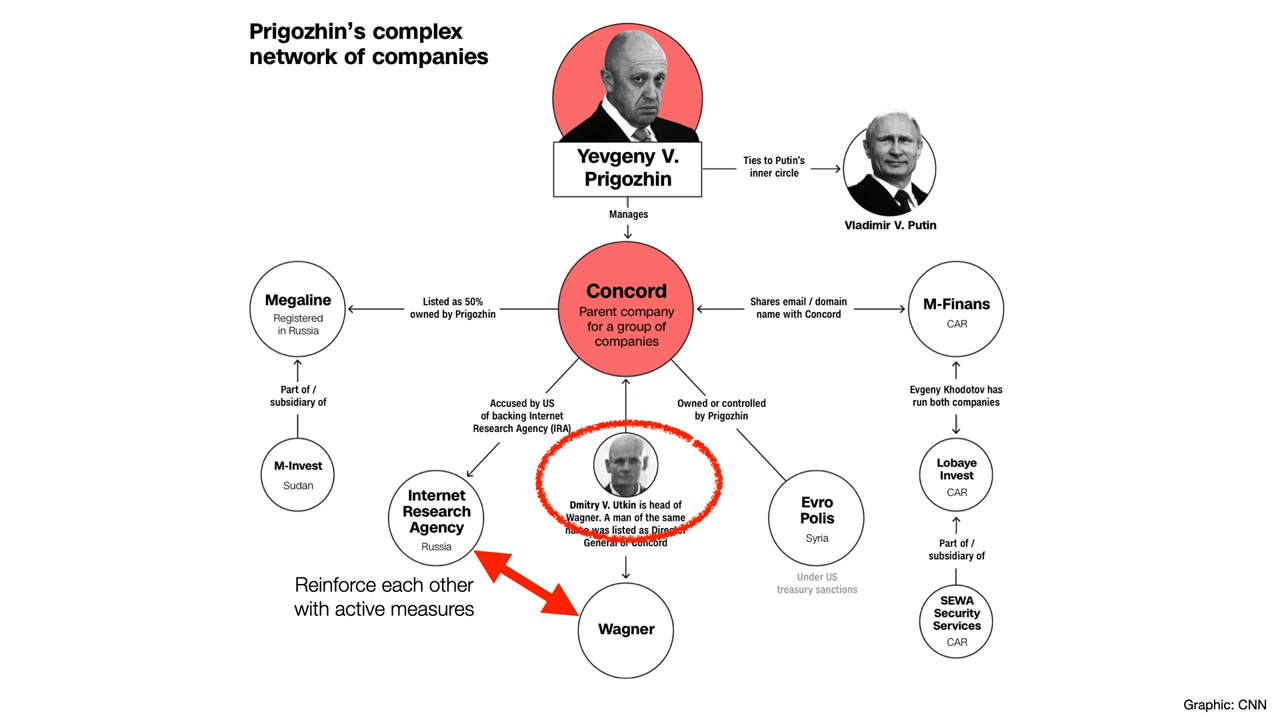 Prigozhin's complex
network of companies
Yevgeny V.
Prigozhin
Ties to Putin's
inner circle
Vladimir V. Putin
Manages
Megaline
Registered
in Russia
Listed as 50%
owned by Prigozhin
Concord
Parent company
for a group of
companies
Shares email / domain
name with Concord
M-Finans
CAR
Part of /
subsidiary of
Accused by US
of backing Internet
Research Agency (IRA)
Owned or controlled
by Prigozhin
Evgeny Khodotov has
run both companies
M-Invest
Sudan
Internet
Research
Agency
Russia
Dmitry V. Utkin is head of
Wagner. A man of the same
name was listed as Director
General of Concord
Evro
Polis
Syria
Under US
treasury sanctions
Lobaye
Invest
CAR
Part of /
subsidiary of
Reinforce each other
with active measures
Wagner
SEWA
Security
Services
CAR
Graphic: CNN